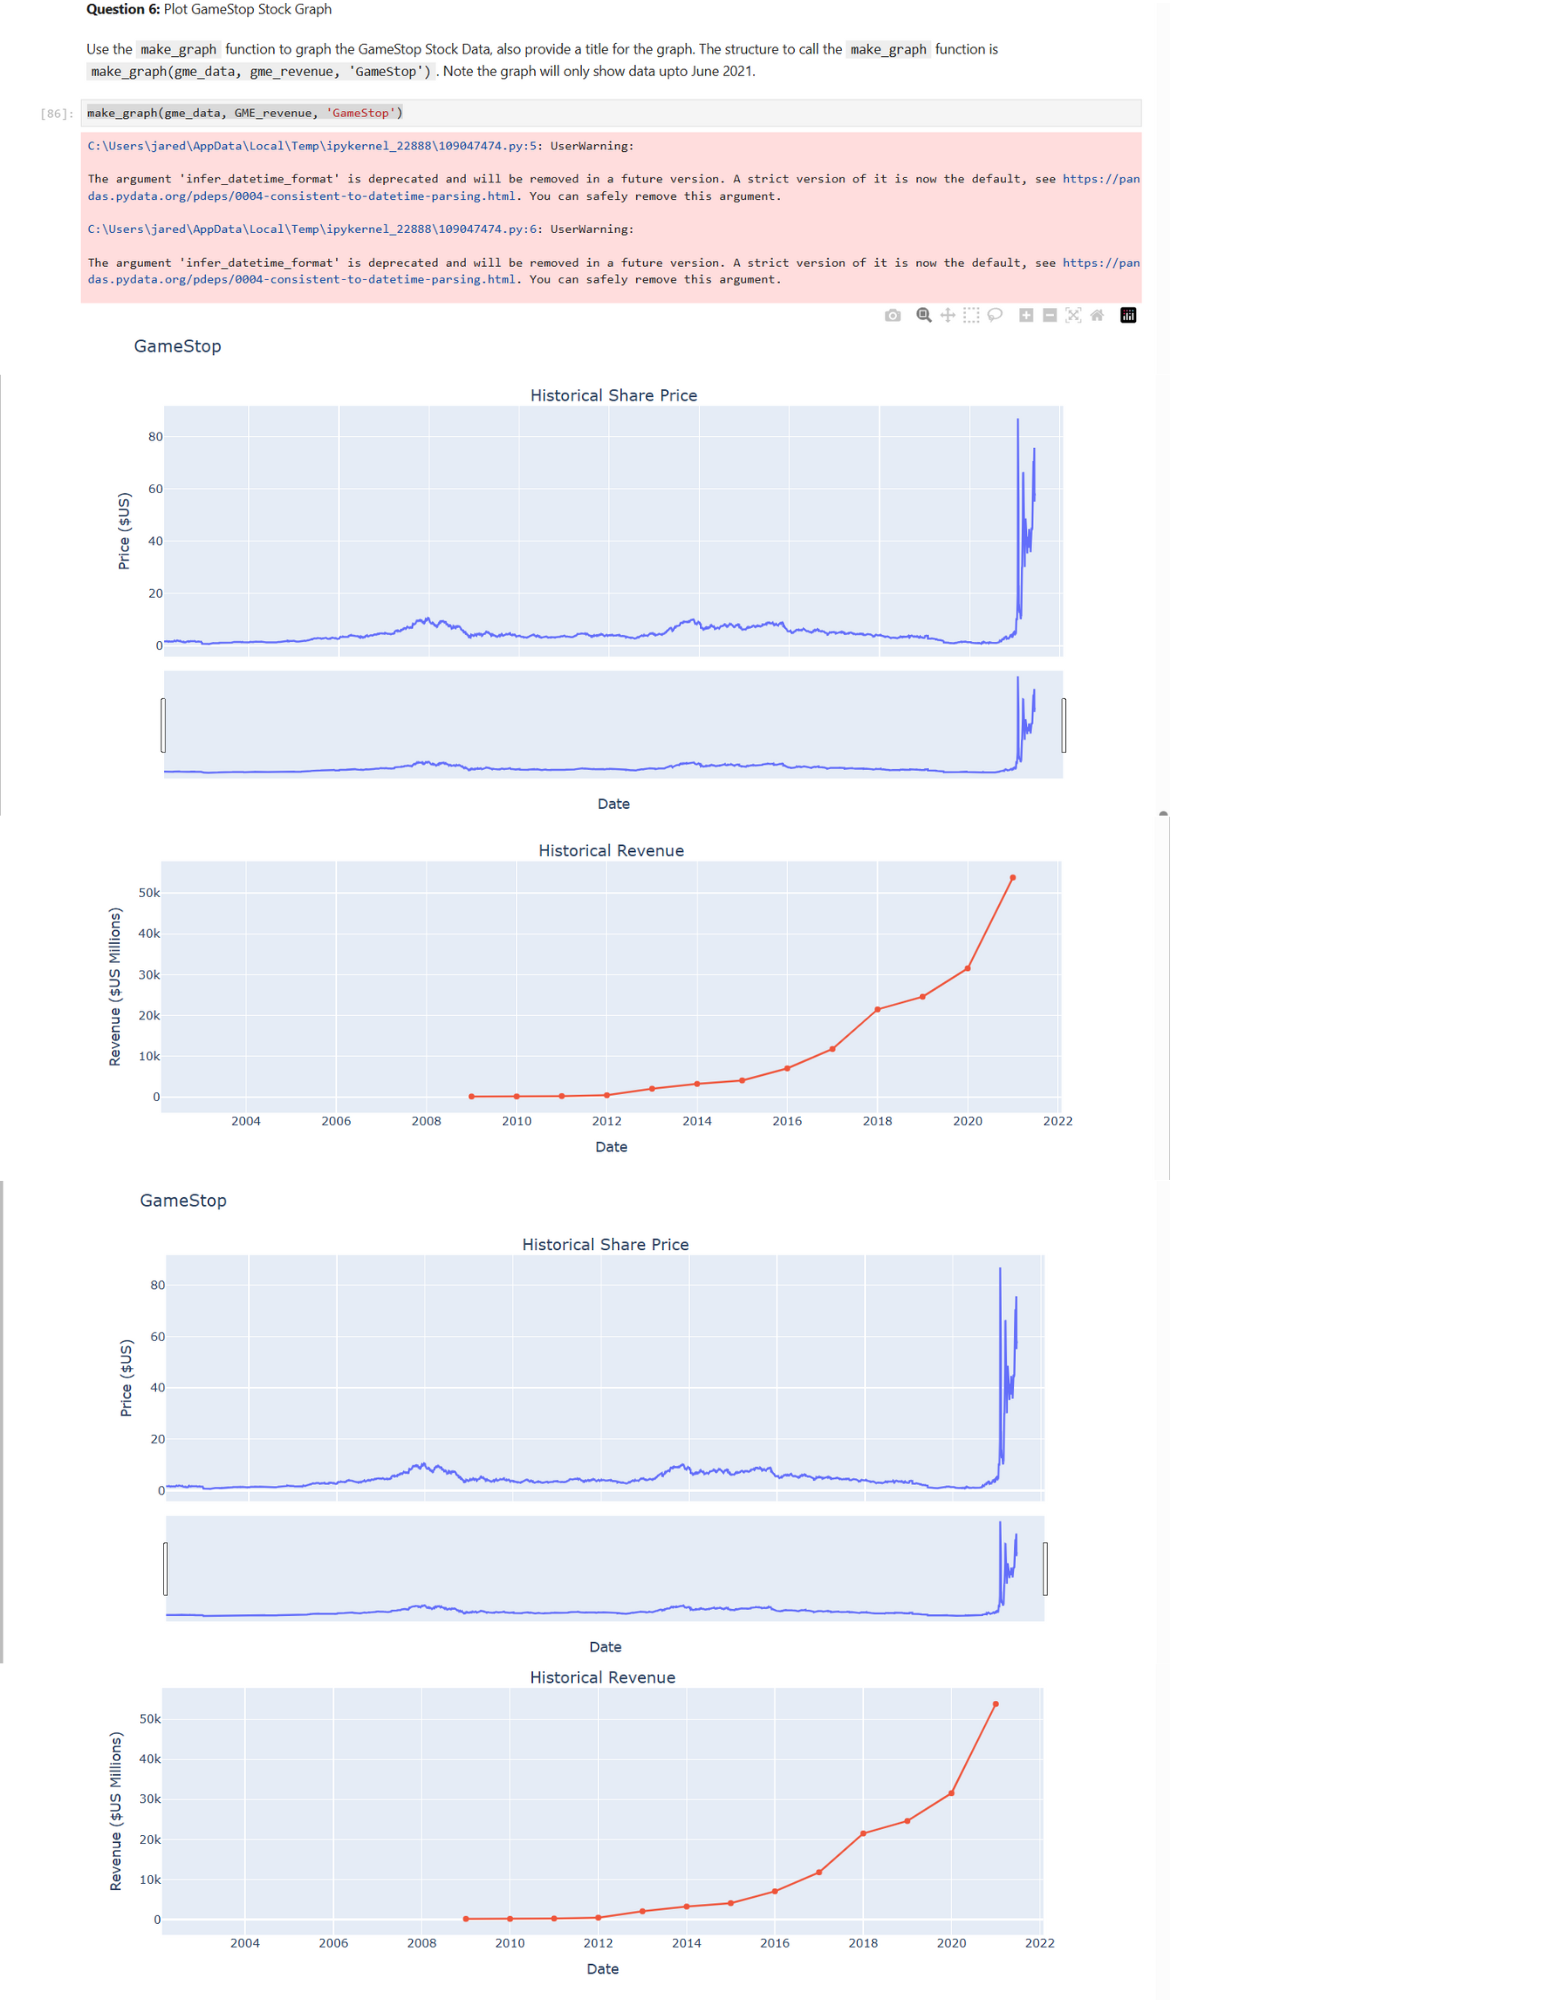 Question 6: Plot GameStop Stock Graph
Use the make_graph function to graph the GameStop Stock Data, also provide a title for the graph. The structure to call the make_graph function is
make_graph(gme_data, gme_revenue, 'GameStop') . Note the graph will only show data upto June 2021.
[86]: make_graph(gme_data, GME_revenue, 'GameStop')
C:\Users\jared\AppData\Local\Temp\ipykernel_22888\109047474.py:5: UserWarning:
The argument 'infer_datetime_format' is deprecated and will be removed in a future version. A strict version of it is now the default, see https://pan
das.pydata.org/pdeps/0004-consistent-to-datetime-parsing.html. You can safely remove this argument.
C:\Users\jared\AppData\Local\Temp\ipykernel_22888\109047474.py:6: UserWarning:
The argument 'infer_datetime_format' is deprecated and will be removed in a future version. A strict version of it is now the default, see https://pan
das.pydata.org/pdeps/0004-consistent-to-datetime-parsing.html. You can safely remove this argument.
GameStop
Historical Share Price
Price ($US)
80
60
40
20
0
Date
Historical Revenue
Revenue ($US Millions)
50k
40k
30k
20k
10k
0
2004 2006 2008 2010 2012 2014 2016 2018 2020 2022
Date
GameStop
Historical Share Price
Price ($US)
80
60
40
20
0
Date
Historical Revenue
Revenue ($US Millions)
50k
40k
30k
20k
10k
0
2004 2006 2008 2010 2012 2014 2016 2018 2020 2022
Date